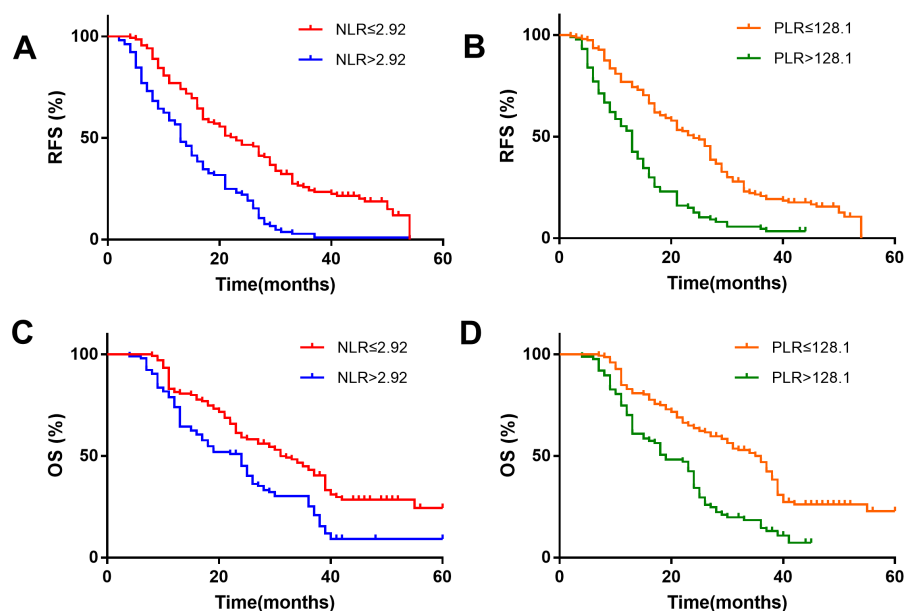 A
NLR≤2.92
NLR>2.92
100
50
0
RFS (%)
0 20 40 60
Time(months)
B
PLR≤128.1
PLR>128.1
100
50
0
RFS (%)
0 20 40 60
Time(months)
C
NLR≤2.92
NLR>2.92
100
50
0
OS (%)
0 20 40 60
Time(months)
D
PLR≤128.1
PLR>128.1
100
50
0
OS (%)
0 20 40 60
Time(months)